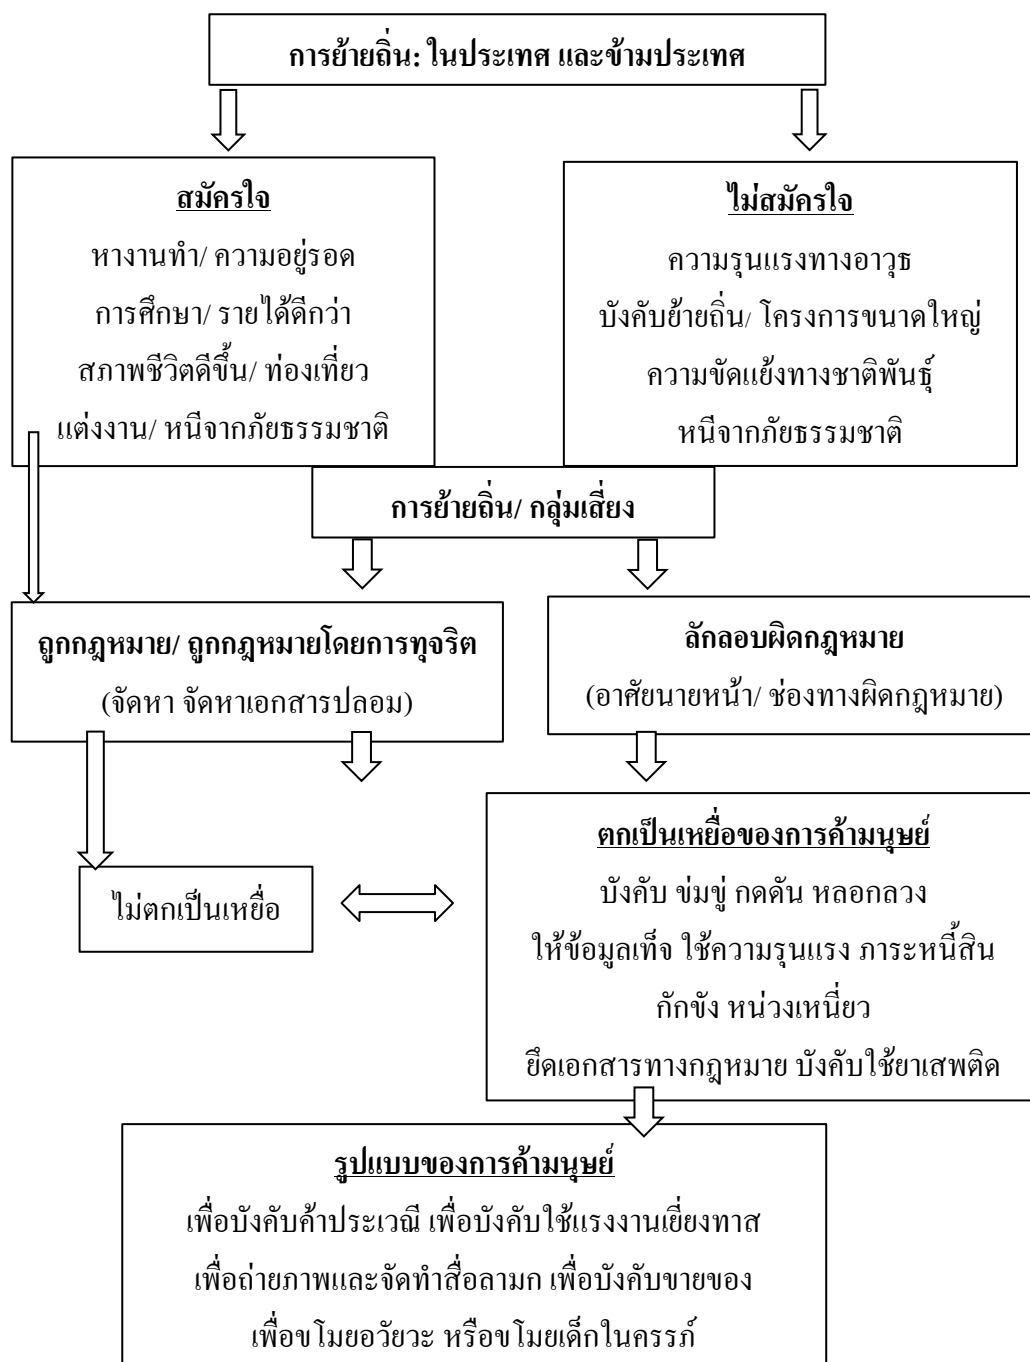 การย้ายถิ่น: ในประเทศ และข้ามประเทศ
สมัครใจ
หางานทำ/ ความอยู่รอด
การศึกษา/ รายได้ดีกว่า
สภาพชีวิตดีขึ้น/ ท่องเที่ยว
แต่งงาน/ หนีจากภัยธรรมชาติ
ไม่สมัครใจ
ความรุนแรงทางอาวุธ
บังคับย้ายถิ่น/ โครงการขนาดใหญ่
ความขัดแย้งทางชาติพันธุ์
หนีจากภัยธรรมชาติ
การย้ายถิ่น/ กลุ่มเสี่ยง
ถูกกฎหมาย/ ถูกกฎหมายโดยการทุจริต
(จัดหา จัดหาเอกสารปลอม)
ลักลอบผิดกฎหมาย
(อาศัยนายหน้า/ ช่องทางผิดกฎหมาย)
ไม่ตกเป็นเหยื่อ
ตกเป็นเหยื่อของการค้ามนุษย์
บังคับ ข่มขู่ กดดัน หลอกลวง
ให้ข้อมูลเท็จ ใช้ความรุนแรง ภาระหนี้สิน
กักขัง หน่วงเหนี่ยว
ยึดเอกสารทางกฎหมาย บังคับใช้ยาเสพติด
รูปแบบของการค้ามนุษย์
เพื่อบังคับค้าประเวณี เพื่อบังคับใช้แรงงานเยี่ยงทาส
เพื่อถ่ายภาพและจัดทำสื่อลามก เพื่อบังคับขายของ
เพื่อขโมยอวัยวะ หรือขโมยเด็กในครรภ์